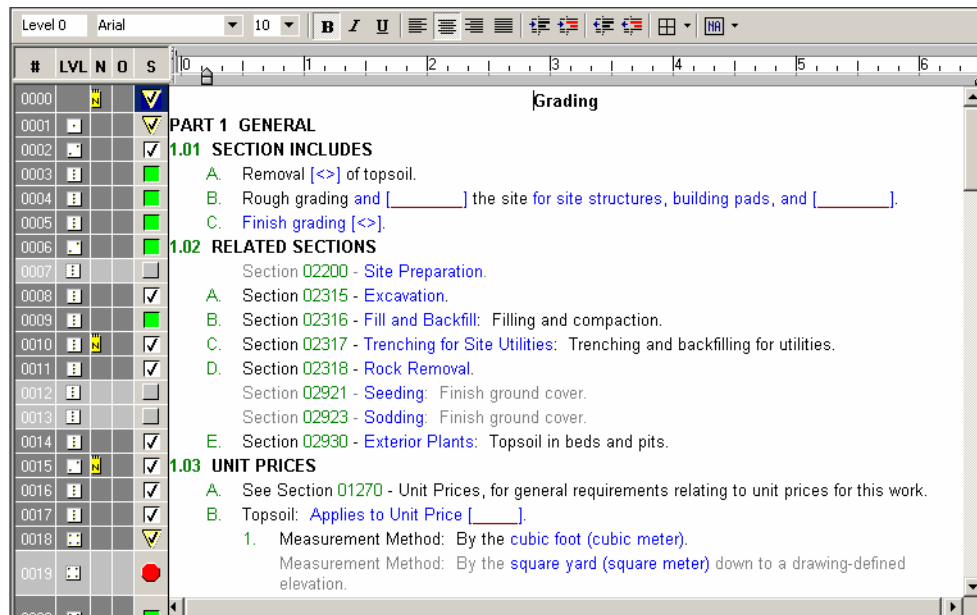 Level 0 Arial 10 B I U NA
# LVL N O S 0 1 2 3 4 5 6
0000 N Grading
0001 PART 1 GENERAL
0002 1.01 SECTION INCLUDES
0003 A. Removal [<>] of topsoil.
0004 B. Rough grading and [________] the site for site structures, building pads, and [________].
0005 C. Finish grading [<>].
0006 1.02 RELATED SECTIONS
0007 Section 02200 - Site Preparation.
0008 A. Section 02315 - Excavation.
0009 B. Section 02316 - Fill and Backfill: Filling and compaction.
0010 N C. Section 02317 - Trenching for Site Utilities: Trenching and backfilling for utilities.
0011 D. Section 02318 - Rock Removal.
0012 Section 02921 - Seeding: Finish ground cover.
0013 Section 02923 - Sodding: Finish ground cover.
0014 E. Section 02930 - Exterior Plants: Topsoil in beds and pits.
0015 N 1.03 UNIT PRICES
0016 A. See Section 01270 - Unit Prices, for general requirements relating to unit prices for this work.
0017 B. Topsoil: Applies to Unit Price [_____].
0018 1. Measurement Method: By the cubic foot (cubic meter).
0019 Measurement Method: By the square yard (square meter) down to a drawing-defined
elevation.